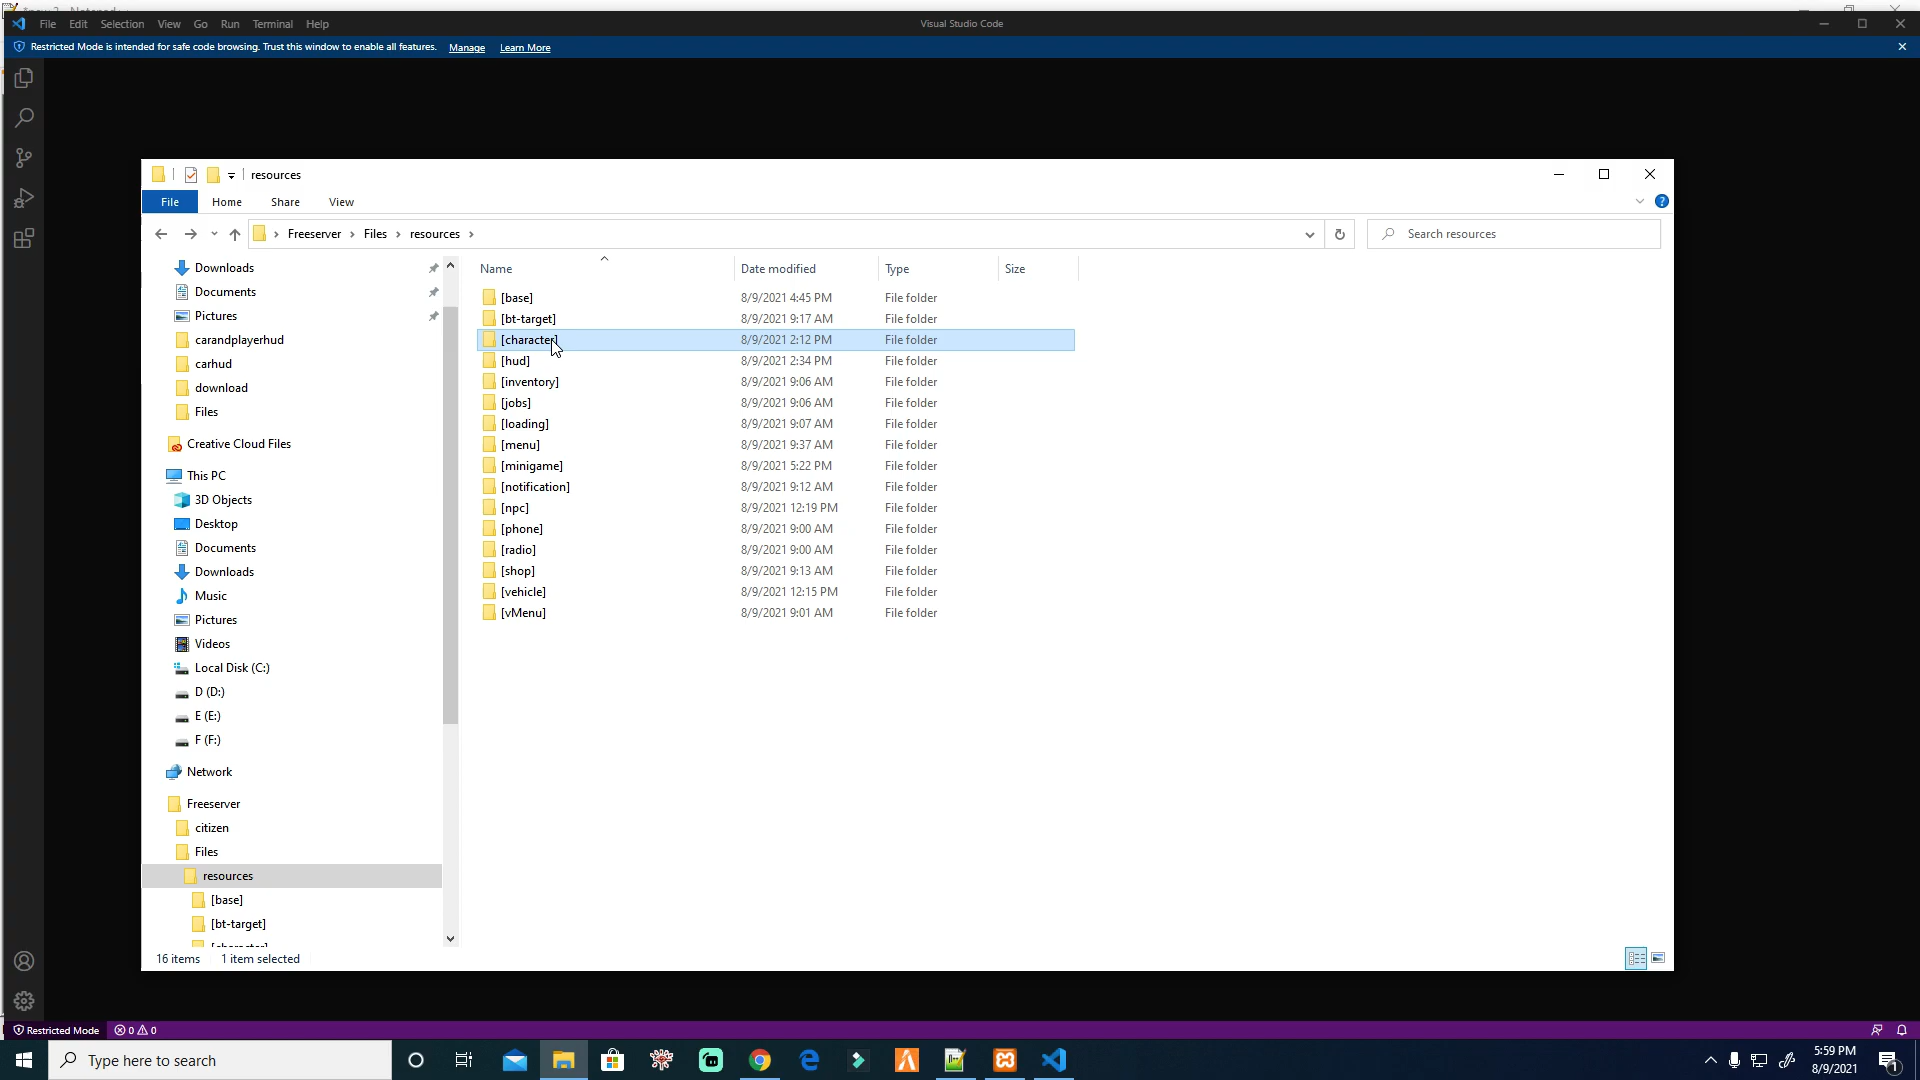 File Edit Selection View Go Run Terminal Help
Visual Studio Code
Restricted Mode is intended for safe code browsing. Trust this window to enable all features. Manage Learn More
resources
File Home Share View
Freeserver Files resources
Search resources
Name Date modified Type Size
Downloads
Documents
Pictures
carandplayerhud
carhud
download
Files
Creative Cloud Files
This PC
3D Objects
Desktop
Documents
Downloads
Music
Pictures
Videos
Local Disk (C:)
D (D:)
E (E:)
F (F:)
Network
Freeserver
citizen
Files
resources
[base]
[bt-target]
[character]
[base] 8/9/2021 4:45 PM File folder
[bt-target] 8/9/2021 9:17 AM File folder
[character] 8/9/2021 2:12 PM File folder
[hud] 8/9/2021 2:34 PM File folder
[inventory] 8/9/2021 9:06 AM File folder
[jobs] 8/9/2021 9:06 AM File folder
[loading] 8/9/2021 9:07 AM File folder
[menu] 8/9/2021 9:37 AM File folder
[minigame] 8/9/2021 5:22 PM File folder
[notification] 8/9/2021 9:12 AM File folder
[npc] 8/9/2021 12:19 PM File folder
[phone] 8/9/2021 9:00 AM File folder
[radio] 8/9/2021 9:00 AM File folder
[shop] 8/9/2021 9:13 AM File folder
[vehicle] 8/9/2021 12:15 PM File folder
[vMenu] 8/9/2021 9:01 AM File folder
16 items 1 item selected
Restricted Mode 0 0
Type here to search
5:59 PM
8/9/2021
1